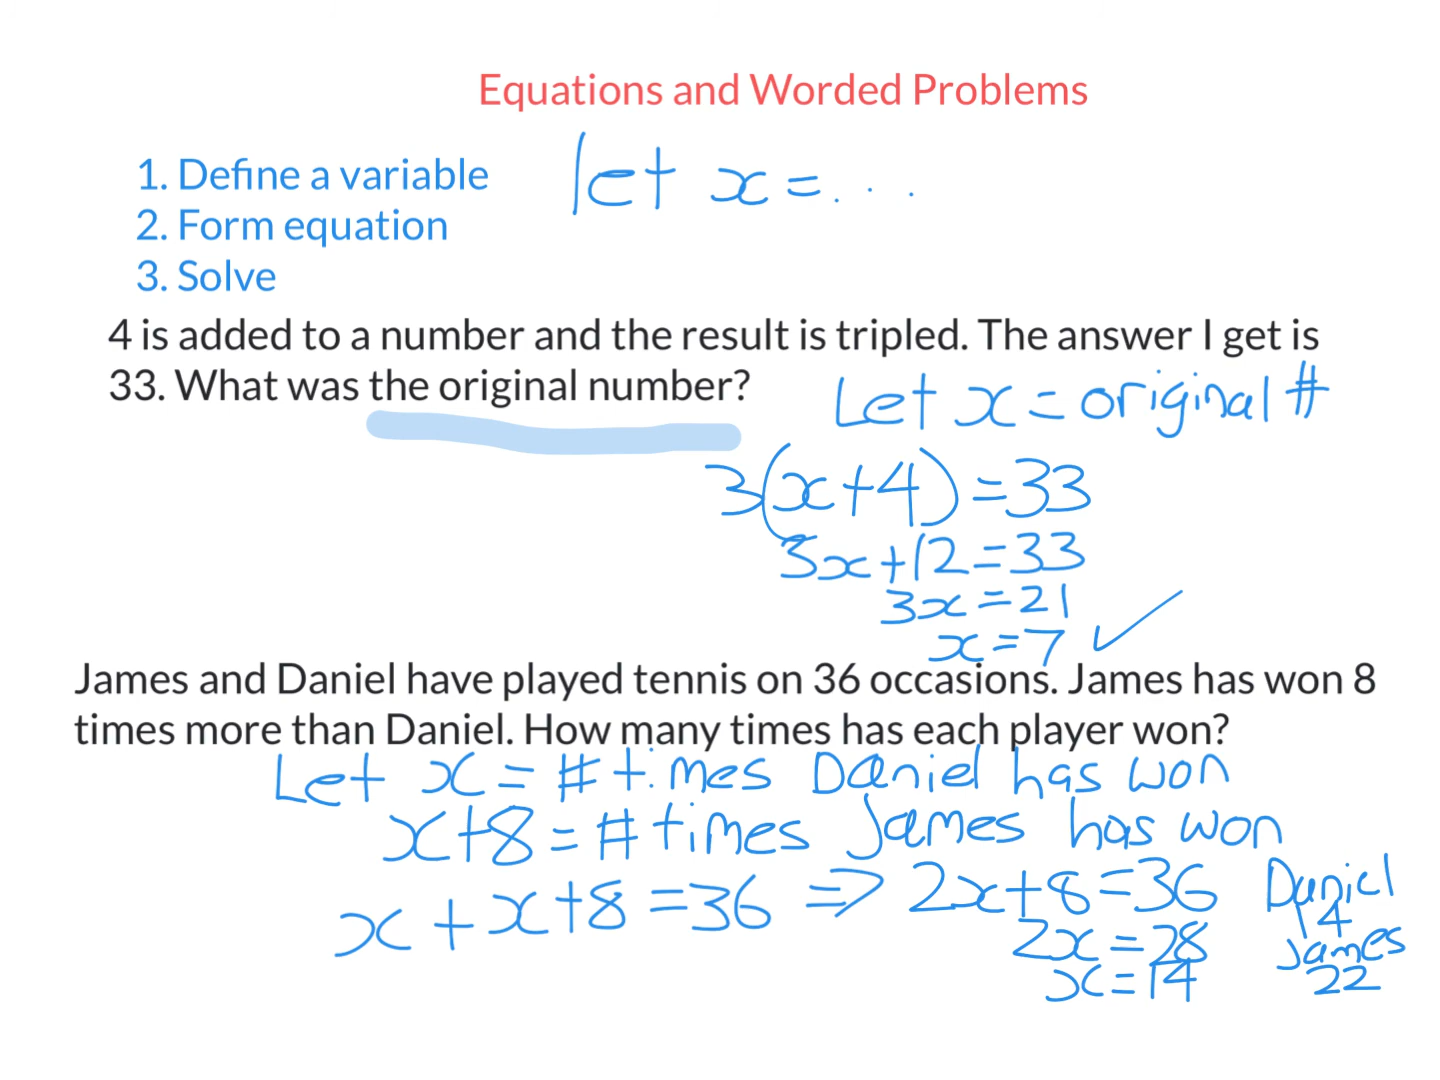 Equations and Worded Problems
1. Define a variable
let x = . . .
2. Form equation
3. Solve
4 is added to a number and the result is tripled. The answer I get is
33. What was the original number?
Let x = original #
3(x+4) = 33
3x+12=33
3x=21
x=7 ✓
James and Daniel have played tennis on 36 occasions. James has won 8
times more than Daniel. How many times has each player won?
Let x = # times Daniel has won
x+8 = # times James has won
x + x+8 = 36 => 2x+8=36
2x=28
x=14
Daniel
14
James
22